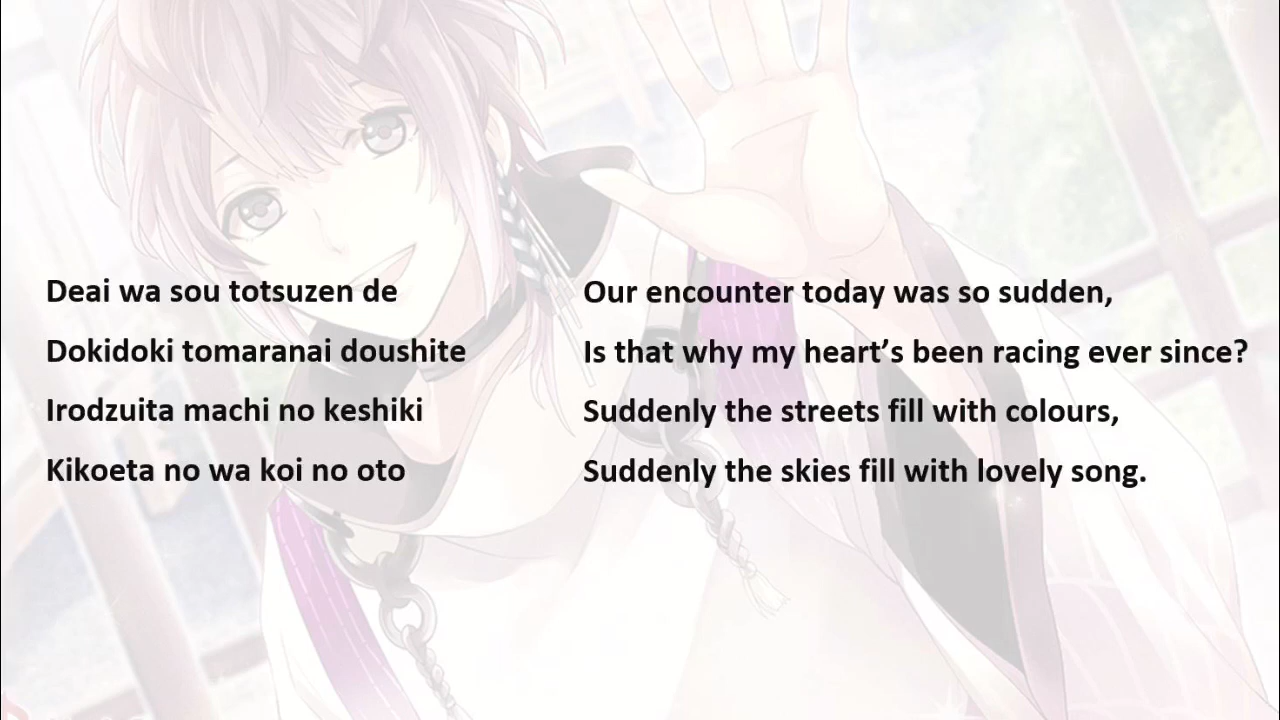 Deai wa sou totsuzen de
Dokidoki tomaranai doushite
Irodzuita machi no keshiki
Kikoeta no wa koi no oto
Our encounter today was so sudden,
Is that why my heart’s been racing ever since?
Suddenly the streets fill with colours,
Suddenly the skies fill with lovely song.